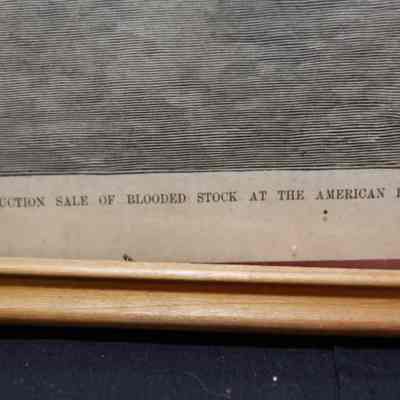 UCTION SALE OF BLOODED STOCK AT THE AMERICAN